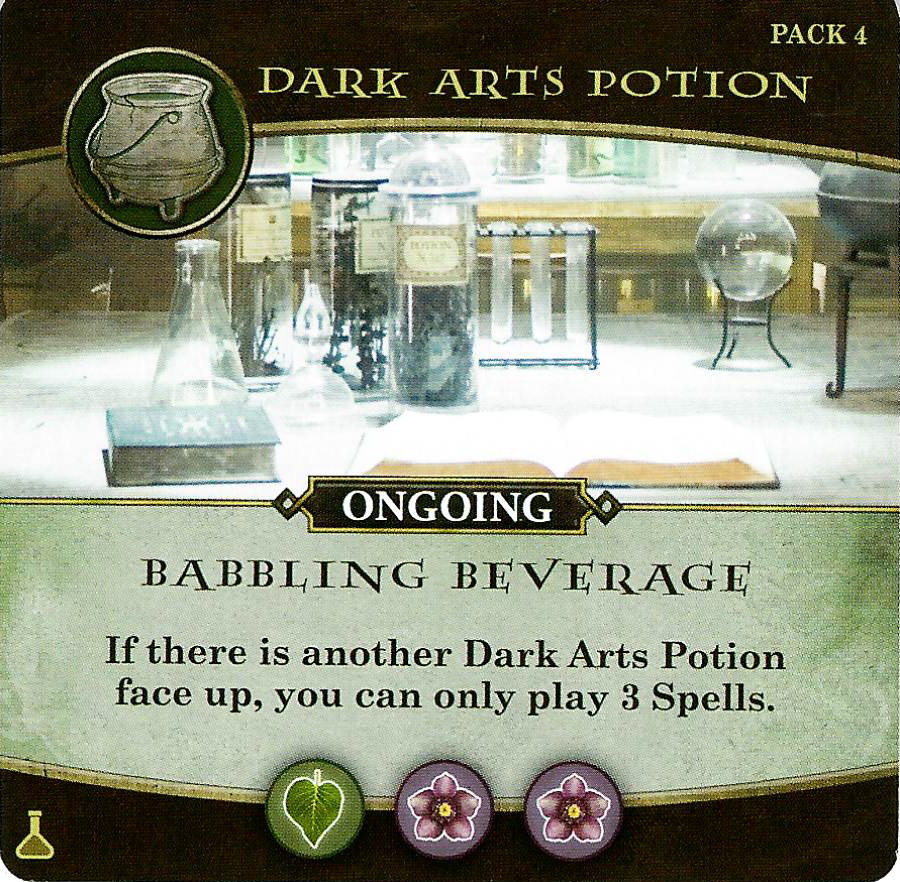 PACK 4
DARK ARTS POTION
POTION
ONGOING
BABBLING BEVERAGE
If there is another Dark Arts Potion
face up, you can only play 3 Spells.